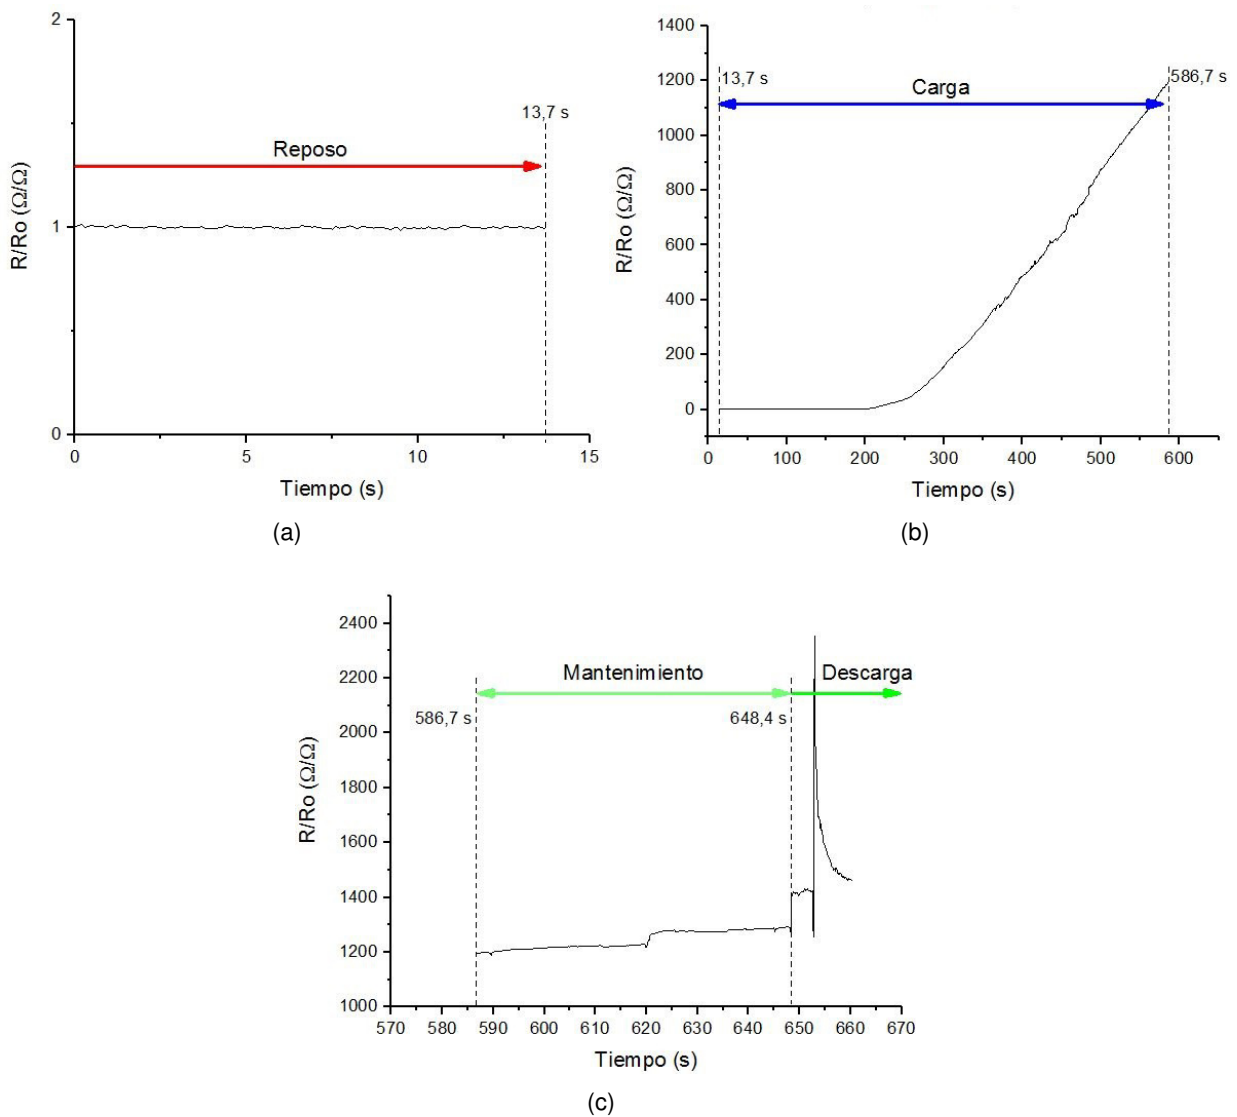 2
13,7 s
Reposo
R/Ro (Ω/Ω)
1
0
0 5 10 15
Tiempo (s)
(a)
1400
1200
1000
800
600
400
200
0
13,7 s
Carga
586,7 s
R/Ro (Ω/Ω)
0 100 200 300 400 500 600
Tiempo (s)
(b)
2400
2200
2000
1800
1600
1400
1200
1000
Mantenimiento
Descarga
586,7 s
648,4 s
R/Ro (Ω/Ω)
570 580 590 600 610 620 630 640 650 660 670
Tiempo (s)
(c)